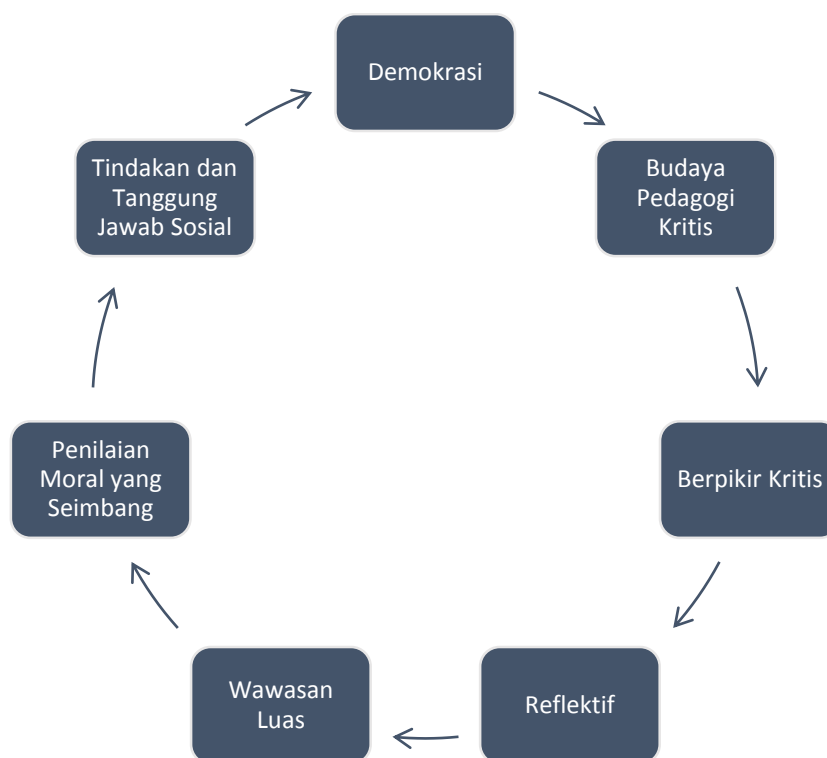 Demokrasi
Budaya
Pedagogi
Kritis
Berpikir Kritis
Reflektif
Wawasan
Luas
Penilaian
Moral yang
Seimbang
Tindakan dan
Tanggung
Jawab Sosial